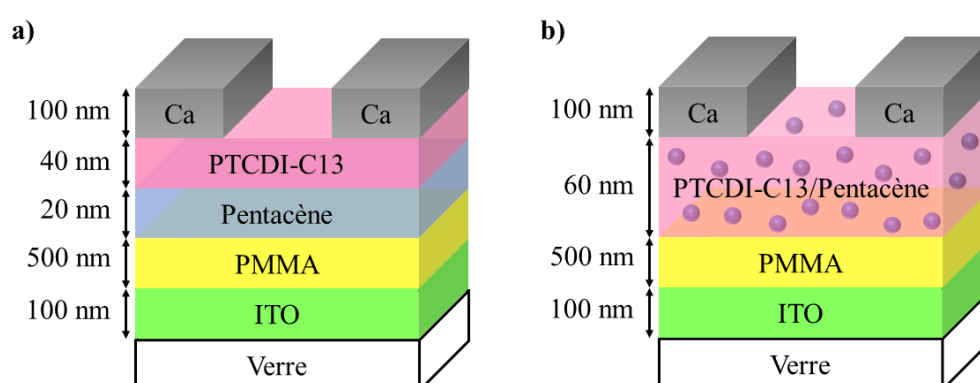 a)
100 nm
Ca
Ca
40 nm
PTCDI-C13
20 nm
Pentacène
500 nm
PMMA
100 nm
ITO
Verre
b)
100 nm
Ca
Ca
60 nm
PTCDI-C13/Pentacène
500 nm
PMMA
100 nm
ITO
Verre